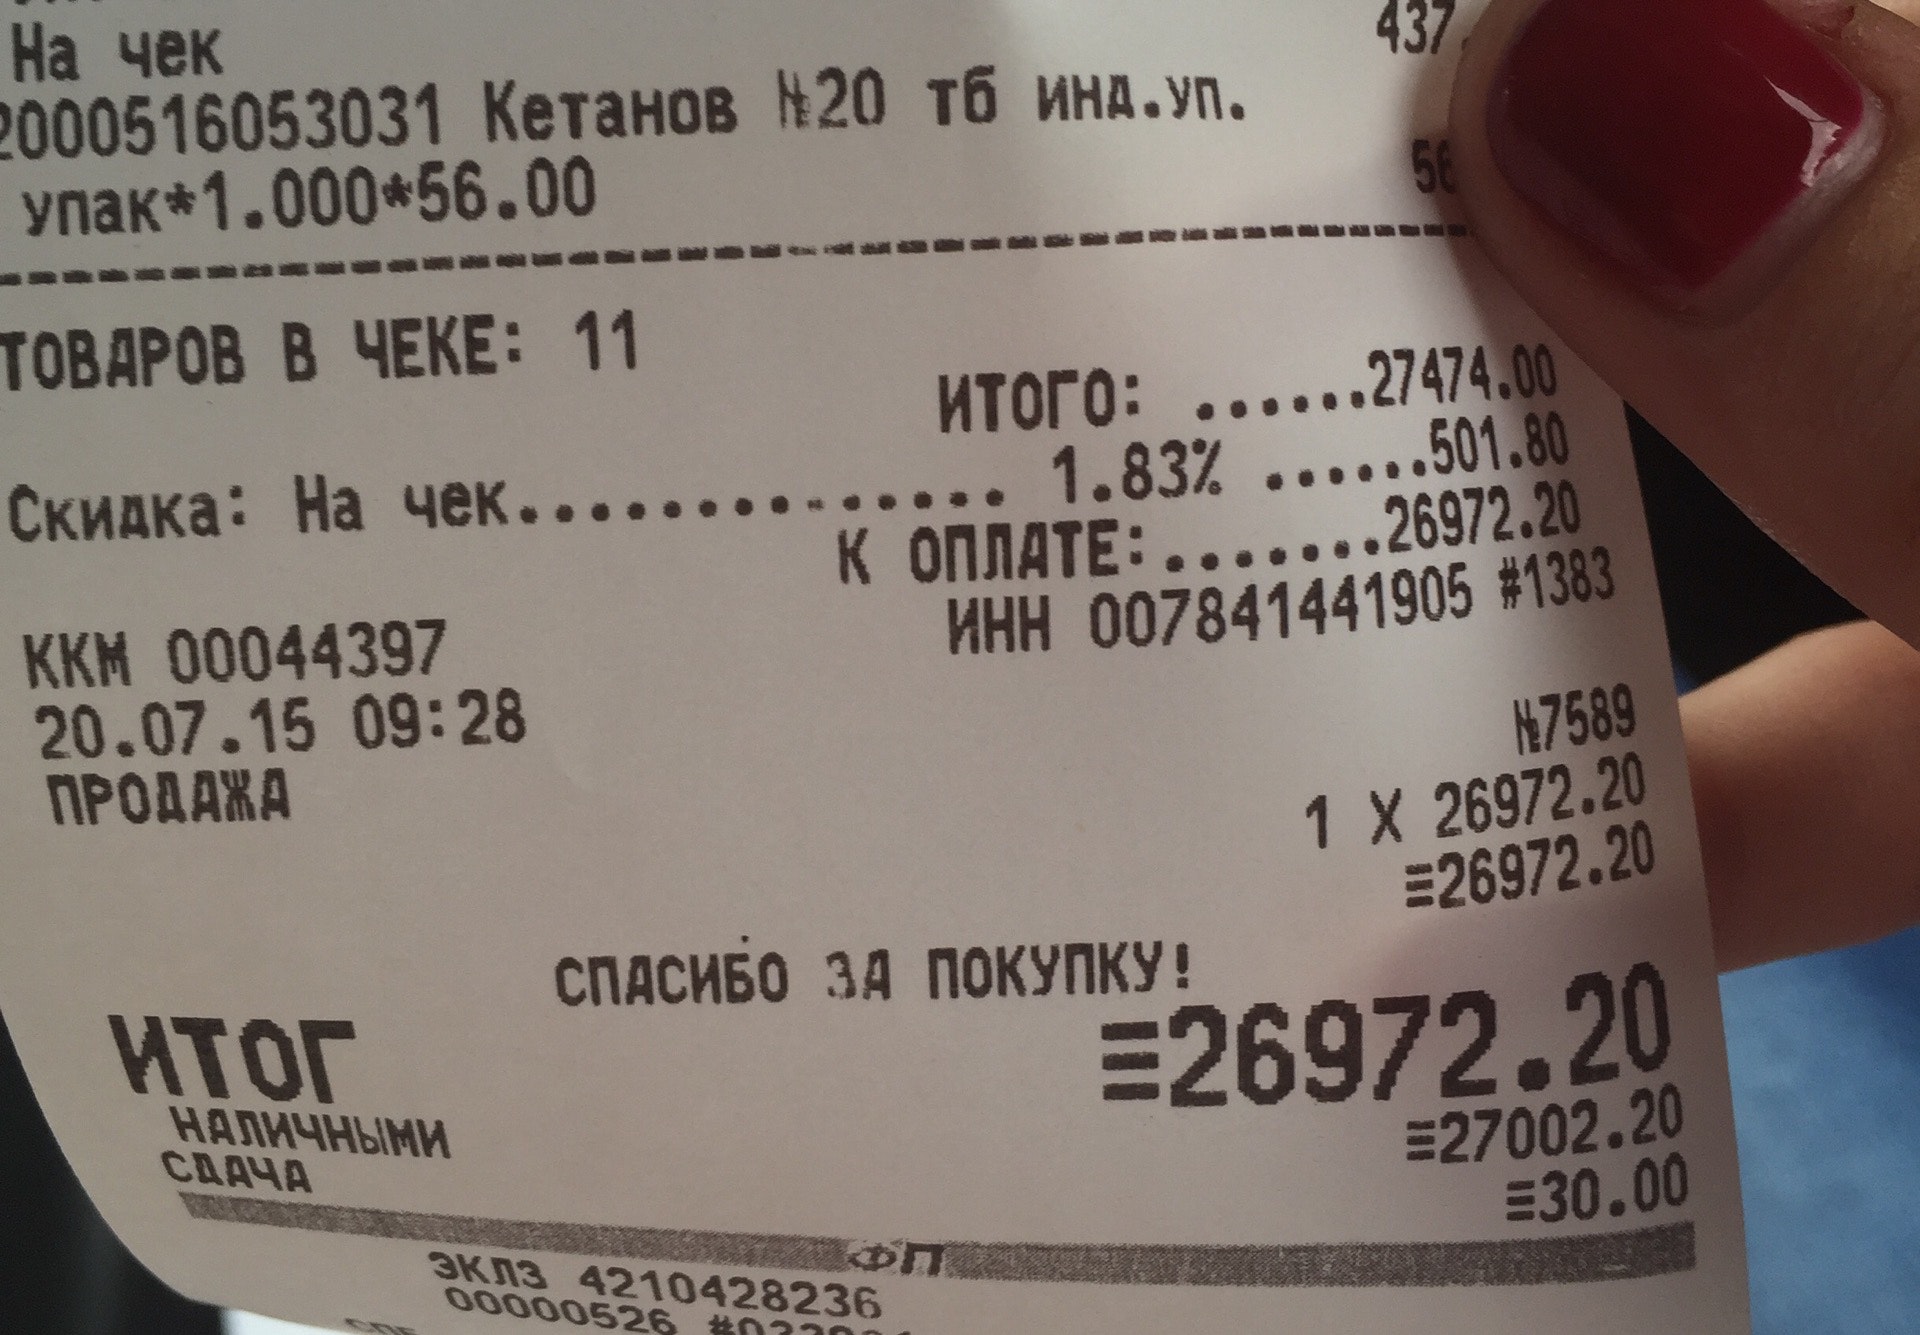 На чек
437.
2000516053031 Кетанов №20 тб инд.уп.
упак*1.000*56.00
56
ТОВАРОВ В ЧЕКЕ: 11
ИТОГО: ......27474.00
Скидка: На чек.............. 1.83% ......501.80
К ОПЛАТЕ:.......26972.20
ККМ 00044397 ИНН 007841441905 #1383
20.07.15 09:28 №7589
ПРОДАЖА 1 X 26972.20
≡26972.20
СПАСИБО ЗА ПОКУПКУ!
ИТОГ ≡26972.20
НАЛИЧНЫМИ ≡27002.20
СДАЧА ≡30.00
ФП
ЭКЛЗ 4210428236
00000526